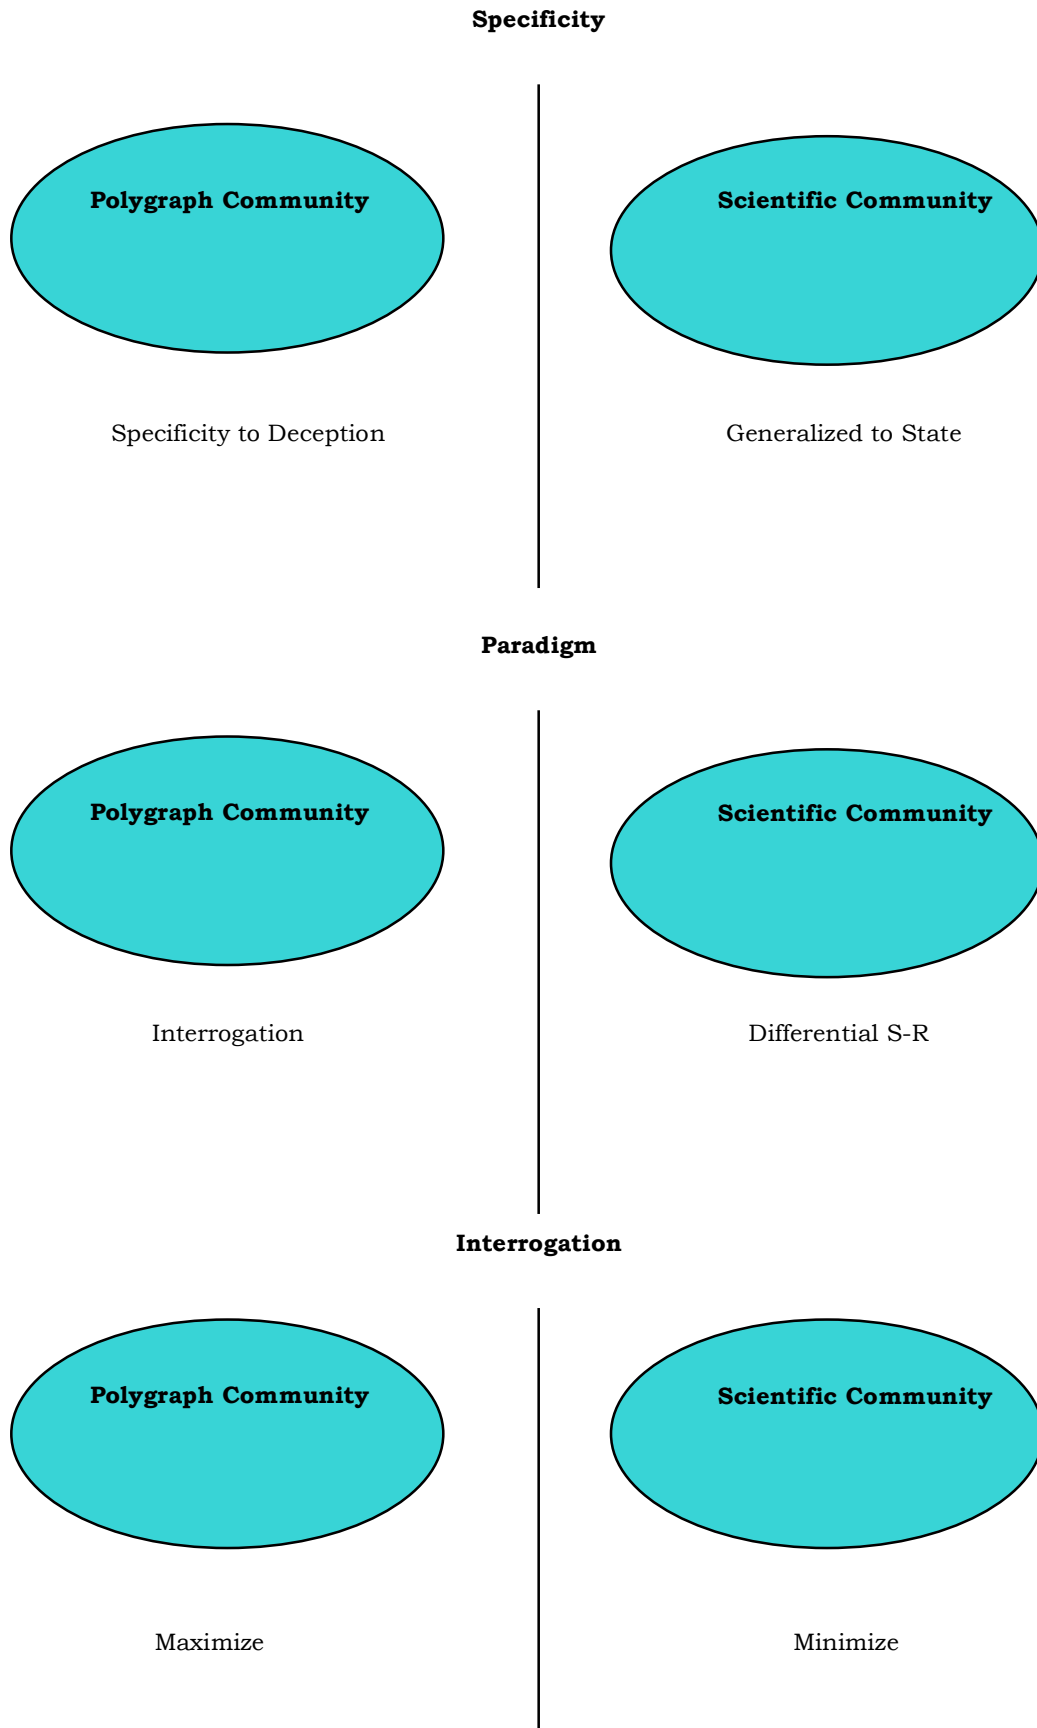 Specificity
Polygraph Community
Scientific Community
Specificity to Deception
Generalized to State
Paradigm
Polygraph Community
Scientific Community
Interrogation
Differential S-R
Interrogation
Polygraph Community
Scientific Community
Maximize
Minimize